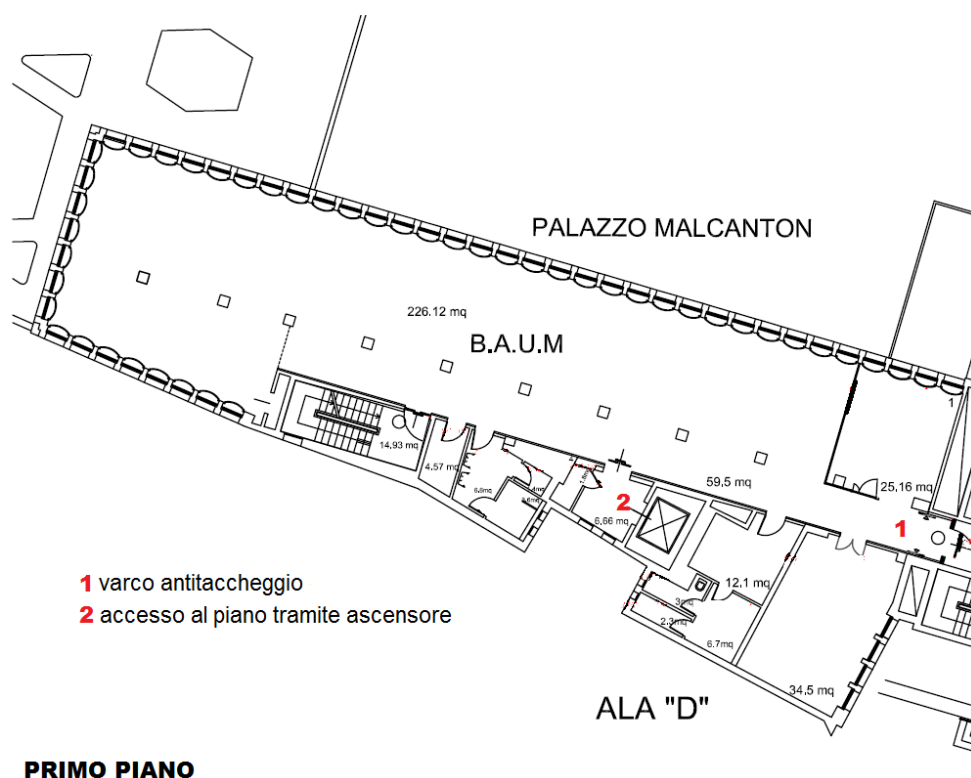 PALAZZO MALCANTON
226.12 mq
B.A.U.M
1
14,93 mq
4,57 mq
59,5 mq
25,16 mq
6,66 mq
2
1
12.1 mq
3mq
2.3mq
6.7mq
34.5 mq
1 varco antitaccheggio
2 accesso al piano tramite ascensore
ALA "D"
PRIMO PIANO